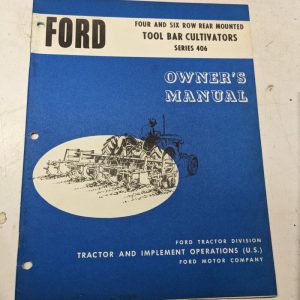 FORD
FOUR AND SIX ROW REAR MOUNTED
TOOL BAR CULTIVATORS
SERIES 406
OWNER'S
MANUAL
FORD TRACTOR DIVISION
TRACTOR AND IMPLEMENT OPERATIONS (U.S.)
FORD MOTOR COMPANY